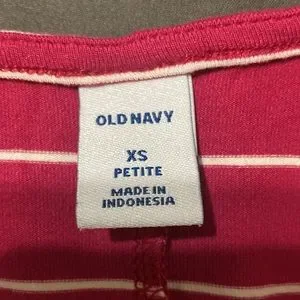 OLD NAVY
XS
PETITE
MADE IN
INDONESIA